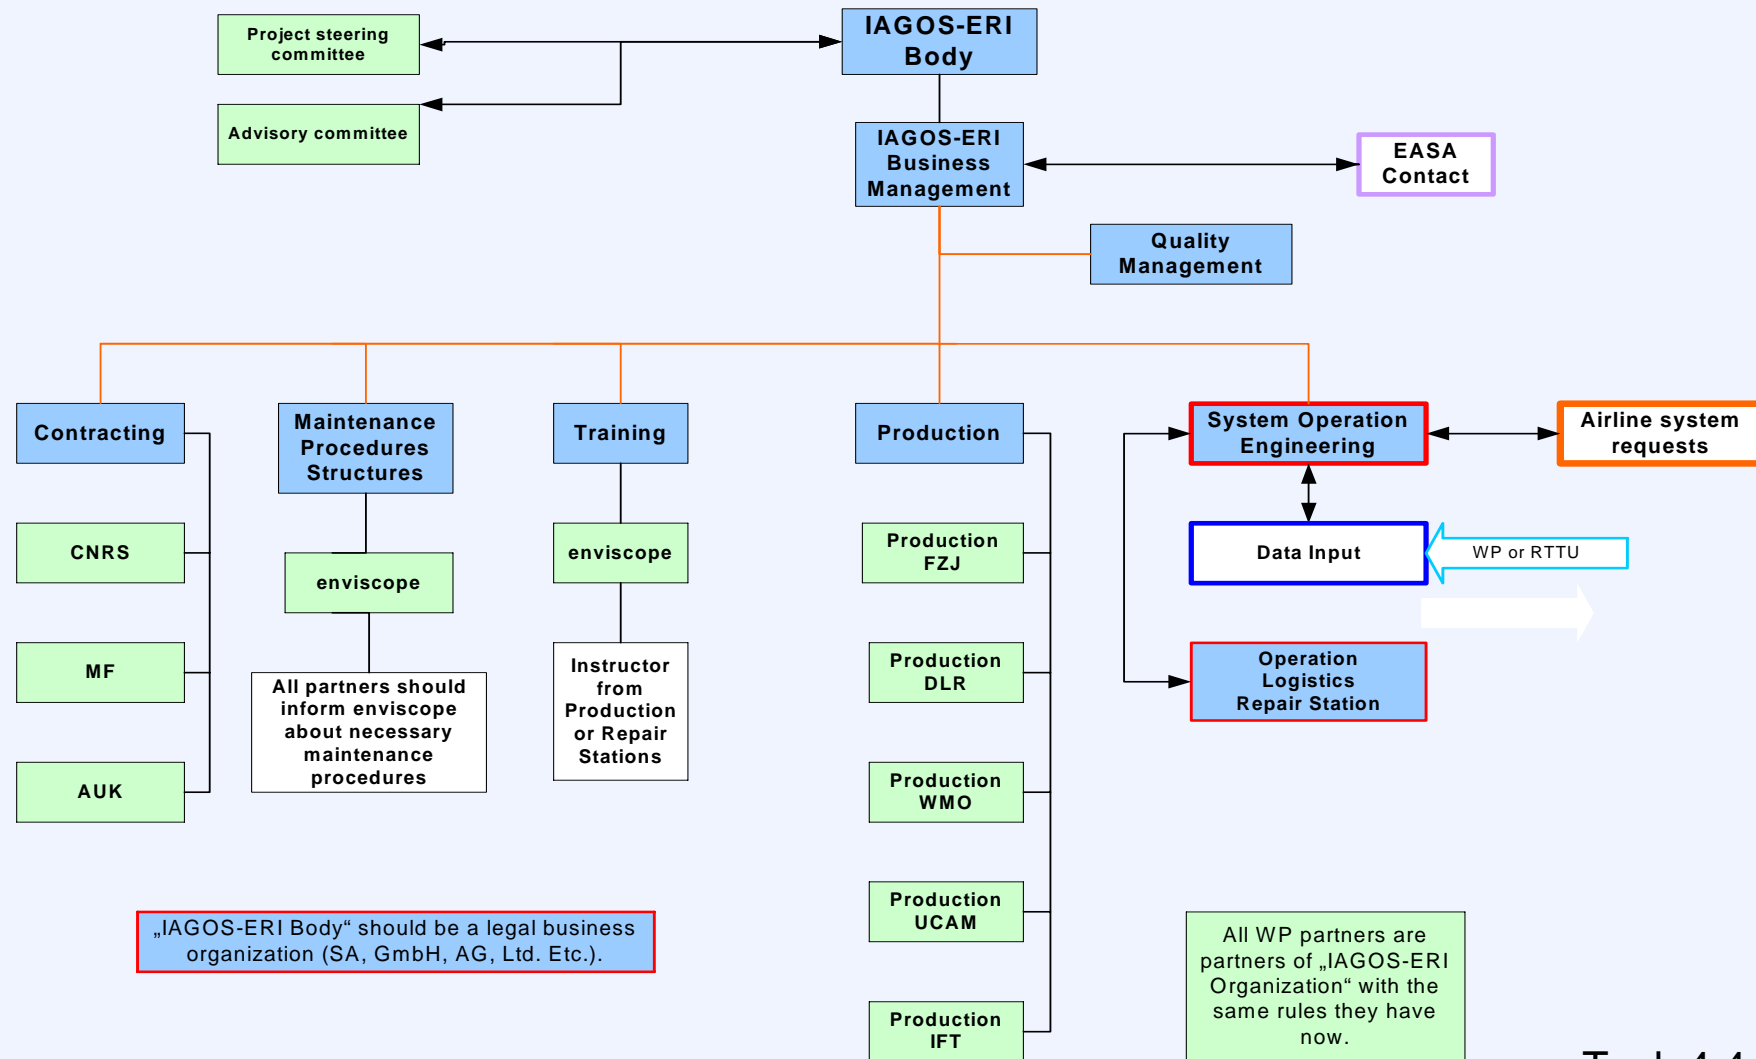 Project steering
committee
IAGOS-ERI
Body
Advisory committee
IAGOS-ERI
Business
Management
EASA
Contact
Quality
Management
Contracting
Maintenance
Procedures
Structures
Training
Production
System Operation
Engineering
Airline system
requests
CNRS
enviscope
enviscope
Production
FZJ
Data Input
WP or RTTU
MF
All partners should
inform enviscope
about necessary
maintenance
procedures
Instructor
from
Production
or Repair
Stations
Production
DLR
Operation
Logistics
Repair Station
AUK
Production
WMO
„IAGOS-ERI Body“ should be a legal business
organization (SA, GmbH, AG, Ltd. Etc.).
Production
UCAM
All WP partners are
partners of „IAGOS-ERI
Organization“ with the
same rules they have
now.
Production
IFT